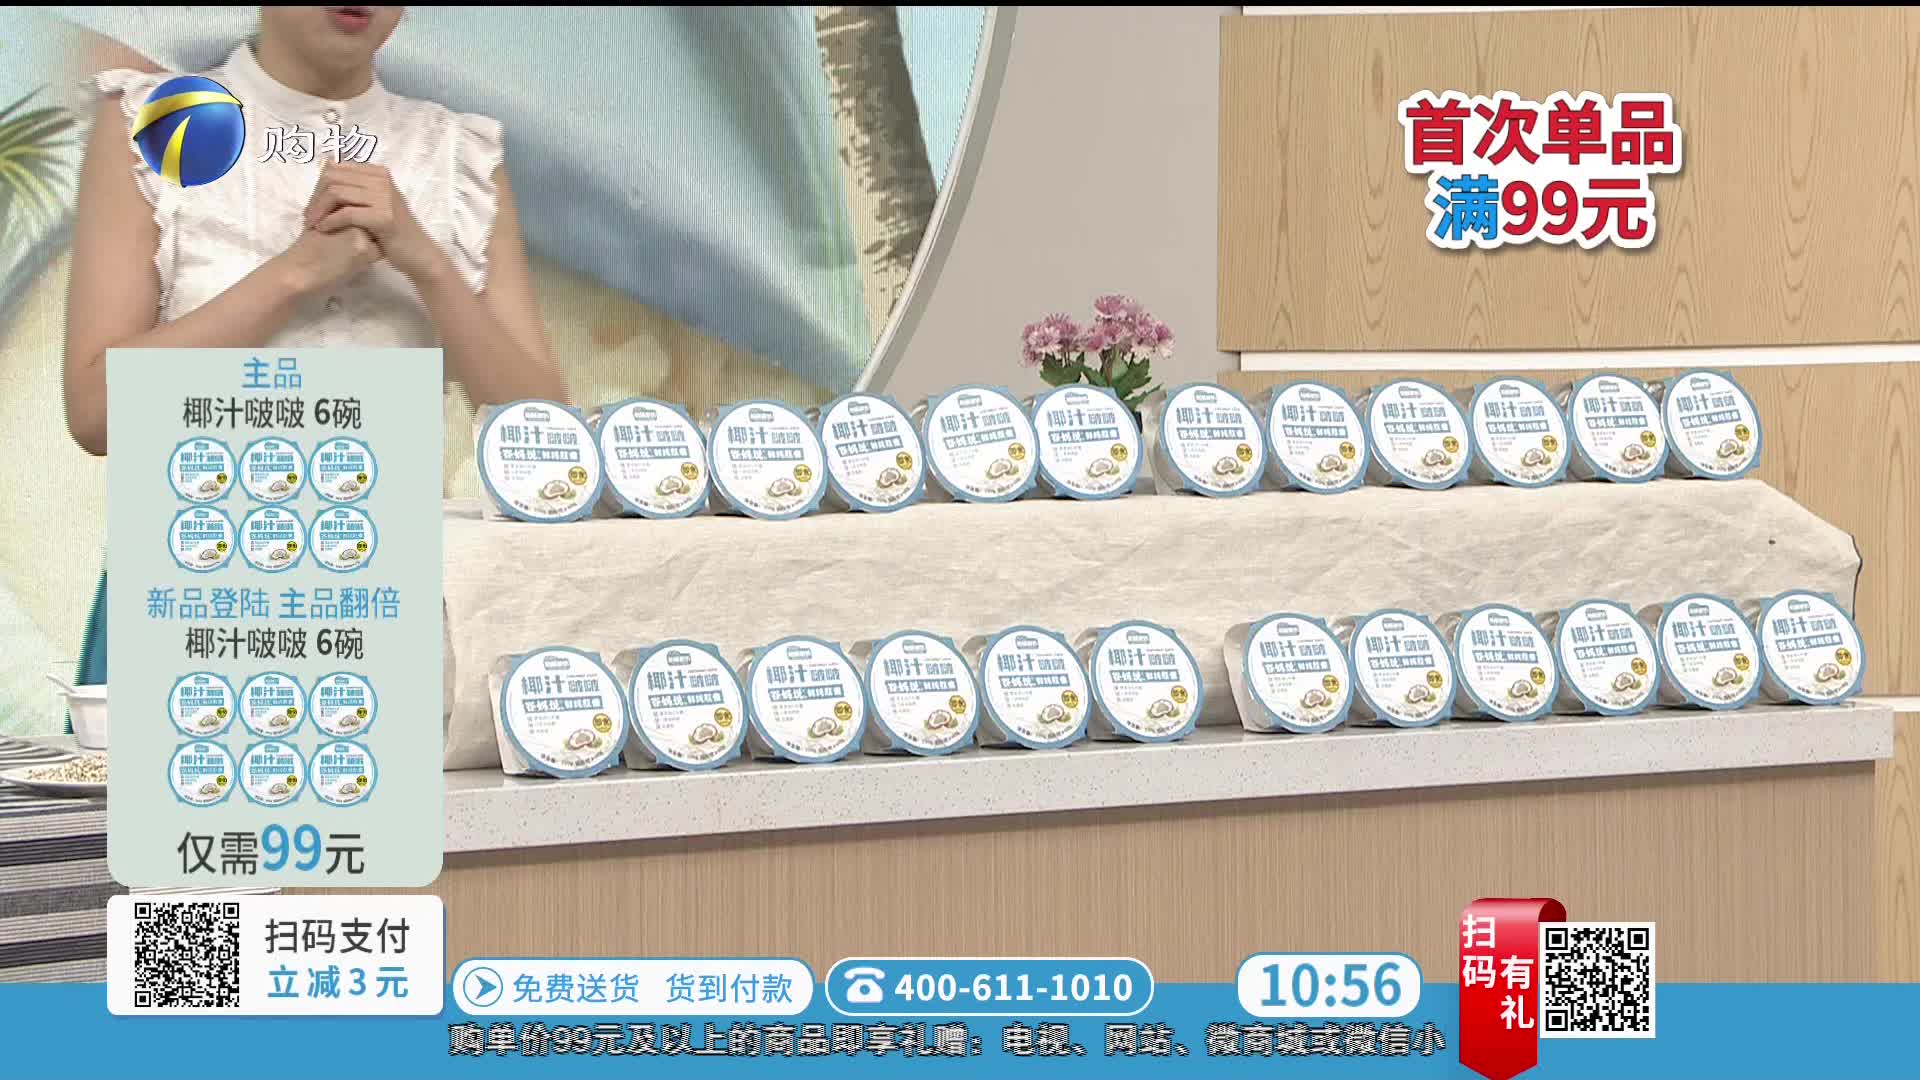 购物
首次单品
满99元
主品
椰汁啵啵 6碗
新品登陆 主品翻倍
椰汁啵啵 6碗
仅需99元
扫码支付
立减3元
免费送货 货到付款
400-611-1010
10:56
扫码有礼
购单价99元及以上的商品即享礼赠：电视、网站、微商城或微信小
椰汁啵啵